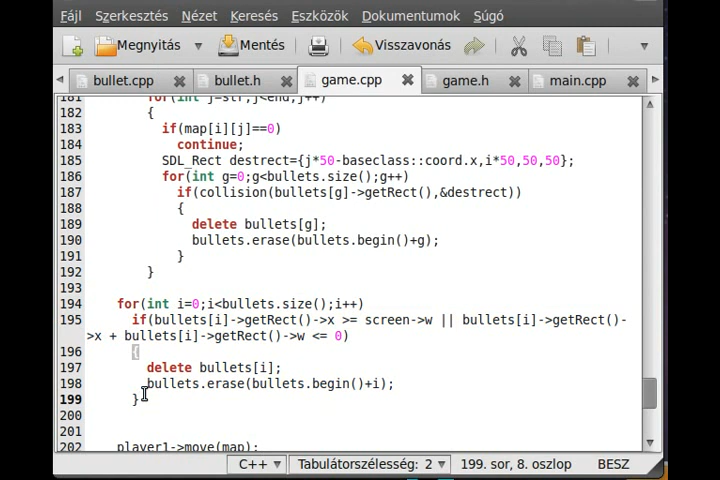 Fájl Szerkesztés Nézet Keresés Eszközök Dokumentumok Súgó
Megnyitás Mentés Visszavonás
bullet.cpp bullet.h game.cpp game.h main.cpp
181 for(int j=str;j<end;j++)
182 {
183 if(map[i][j]==0)
184 continue;
185 SDL_Rect destrect={j*50-baseclass::coord.x,i*50,50,50};
186 for(int g=0;g<bullets.size();g++)
187 if(collision(bullets[g]->getRect(),&destrect))
188 {
189 delete bullets[g];
190 bullets.erase(bullets.begin()+g);
191 }
192 }
193
194 for(int i=0;i<bullets.size();i++)
195 if(bullets[i]->getRect()->x >= screen->w || bullets[i]->getRect()-
>x + bullets[i]->getRect()->w <= 0)
196 {
197 delete bullets[i];
198 bullets.erase(bullets.begin()+i);
199 }
200
201
202 player1->move(map);
C++ Tabulátorszélesség: 2 199. sor, 8. oszlop BESZ